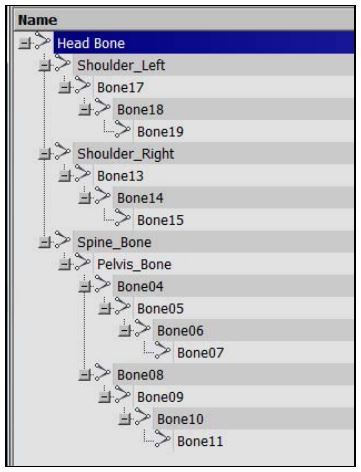 Name
Head Bone
Shoulder_Left
Bone17
Bone18
Bone19
Shoulder_Right
Bone13
Bone14
Bone15
Spine_Bone
Pelvis_Bone
Bone04
Bone05
Bone06
Bone07
Bone08
Bone09
Bone10
Bone11